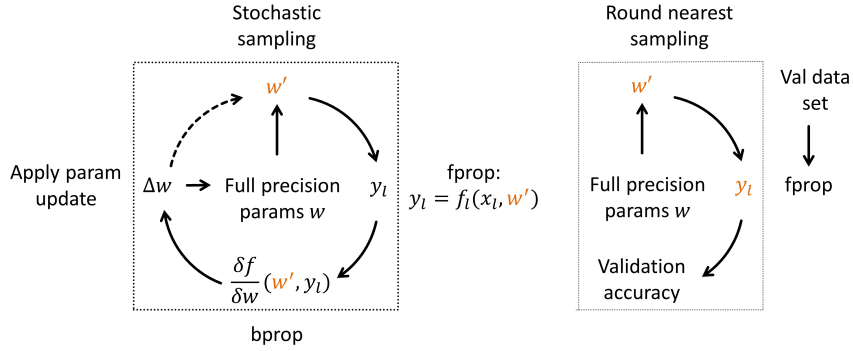 Stochastic
sampling
w′
Apply param
update
Δw
Full precision
params w
y_l
fprop:
y_l = f_l(x_l, w′)
δf
δw
(w′, y_l)
bprop
Round nearest
sampling
w′
Full precision
params w
y_l
Validation
accuracy
Val data
set
fprop